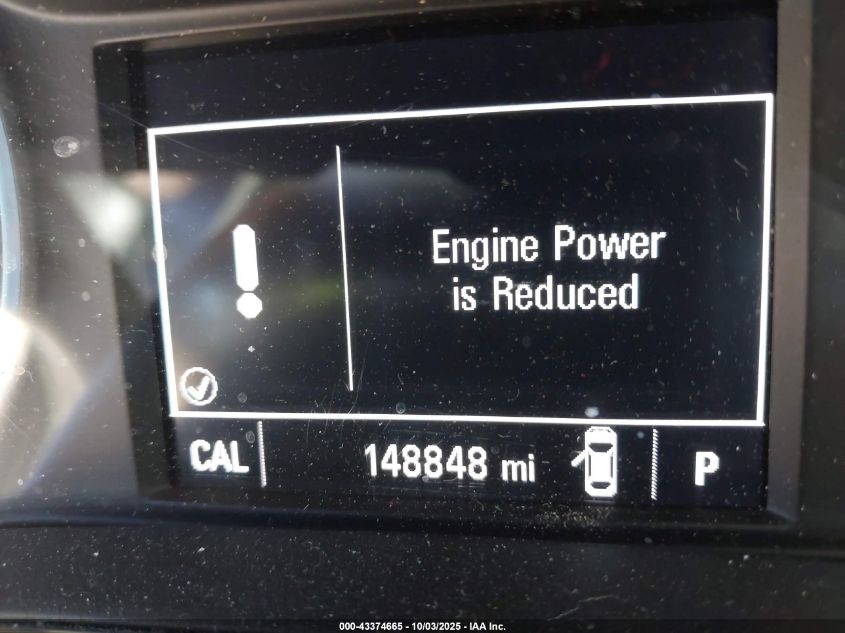 Engine Power
is Reduced
!
CAL 148848 mi P
000-43374665 - 10/03/2025 - IAA Inc.